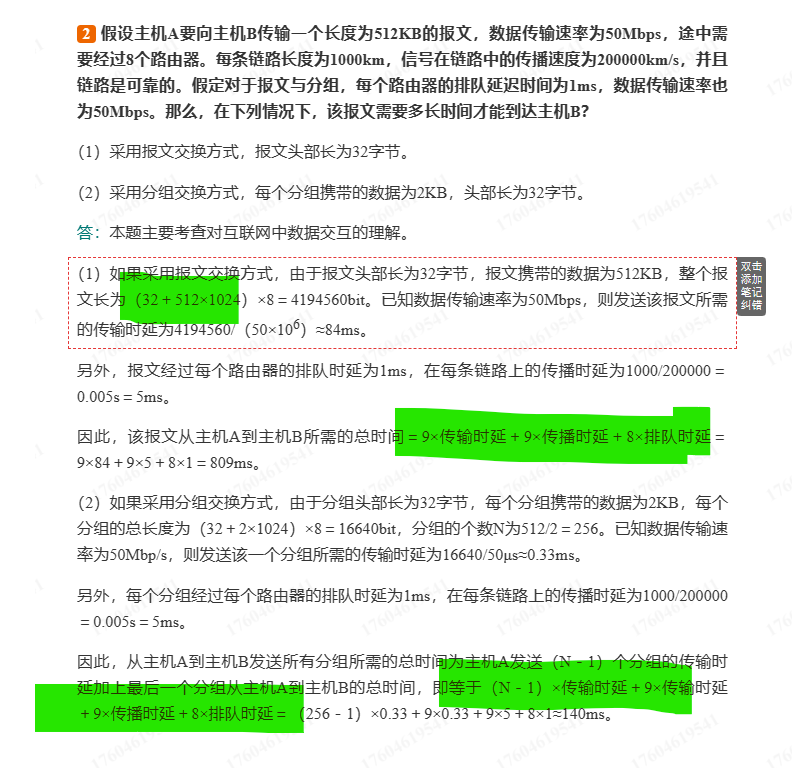 2 假设主机A要向主机B传输一个长度为512KB的报文，数据传输速率为50Mbps，途中需
要经过8个路由器。每条链路长度为1000km，信号在链路中的传播速度为200000km/s，并且
链路是可靠的。假定对于报文与分组，每个路由器的排队延迟时间为1ms，数据传输速率也
为50Mbps。那么，在下列情况下，该报文需要多长时间才能到达主机B？
（1）采用报文交换方式，报文头部长为32字节。
（2）采用分组交换方式，每个分组携带的数据为2KB，头部长为32字节。
答：本题主要考查对互联网中数据交互的理解。
（1）如果采用报文交换方式，由于报文头部长为32字节，报文携带的数据为512KB，整个报
文长为（32＋512×1024）×8＝4194560bit。已知数据传输速率为50Mbps，则发送该报文所需
的传输时延为4194560/（50×10⁶）≈84ms。
双击
添加
笔记
纠错
另外，报文经过每个路由器的排队时延为1ms，在每条链路上的传播时延为1000/200000＝
0.005s＝5ms。
因此，该报文从主机A到主机B所需的总时间＝9×传输时延＋9×传播时延＋8×排队时延＝
9×84＋9×5＋8×1＝809ms。
（2）如果采用分组交换方式，由于分组头部长为32字节，每个分组携带的数据为2KB，每个
分组的总长度为（32＋2×1024）×8＝16640bit，分组的个数N为512/2＝256。已知数据传输速
率为50Mbp/s，则发送该一个分组所需的传输时延为16640/50μs≈0.33ms。
另外，每个分组经过每个路由器的排队时延为1ms，在每条链路上的传播时延为1000/200000
＝0.005s＝5ms。
因此，从主机A到主机B发送所有分组所需的总时间为主机A发送（N－1）个分组的传输时
延加上最后一个分组从主机A到主机B的总时间，即等于（N－1）×传输时延＋9×传输时延
＋9×传播时延＋8×排队时延＝（256－1）×0.33＋9×0.33＋9×5＋8×1≈140ms。
17604619541